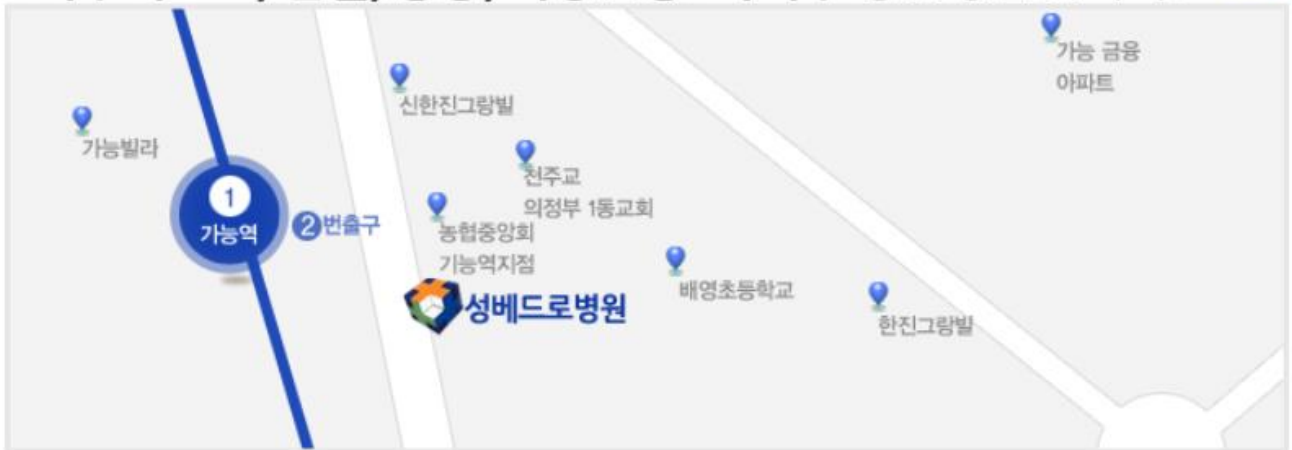 가능 금융
아파트
신한진그랑빌
가능빌라
천주교
의정부 1동교회
1
가능역
2번출구
농협중앙회
기능역지점
배영초등학교
성베드로병원
한진그랑빌